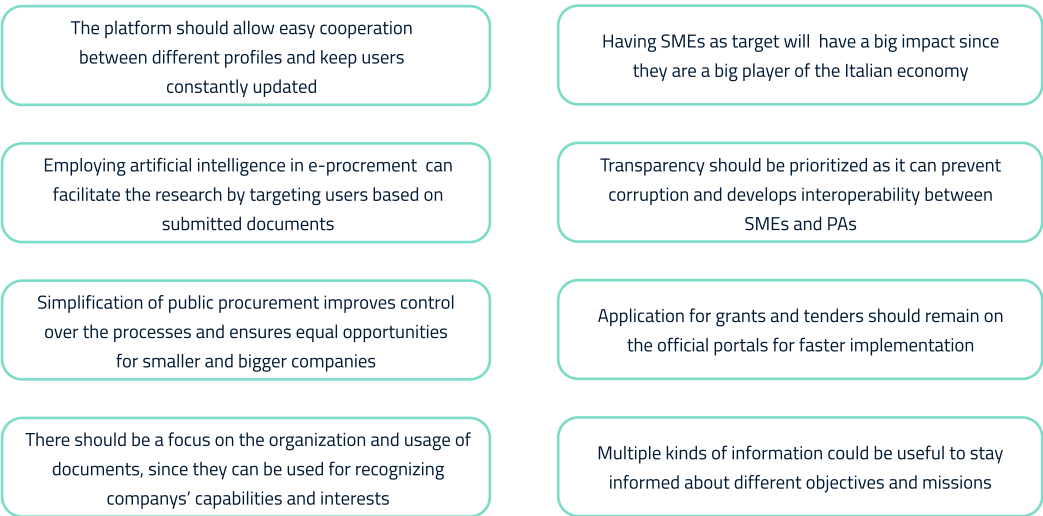 The platform should allow easy cooperation
between different profiles and keep users
constantly updated
Having SMEs as target will  have a big impact since
they are a big player of the Italian economy
Employing artificial intelligence in e-procrement  can
facilitate the research by targeting users based on
submitted documents
Transparency should be prioritized as it can prevent
corruption and develops interoperability between
SMEs and PAs
Simplification of public procurement improves control
over the processes and ensures equal opportunities
for smaller and bigger companies
Application for grants and tenders should remain on
the official portals for faster implementation
There should be a focus on the organization and usage of
documents, since they can be used for recognizing
companys’ capabilities and interests
Multiple kinds of information could be useful to stay
informed about different objectives and missions